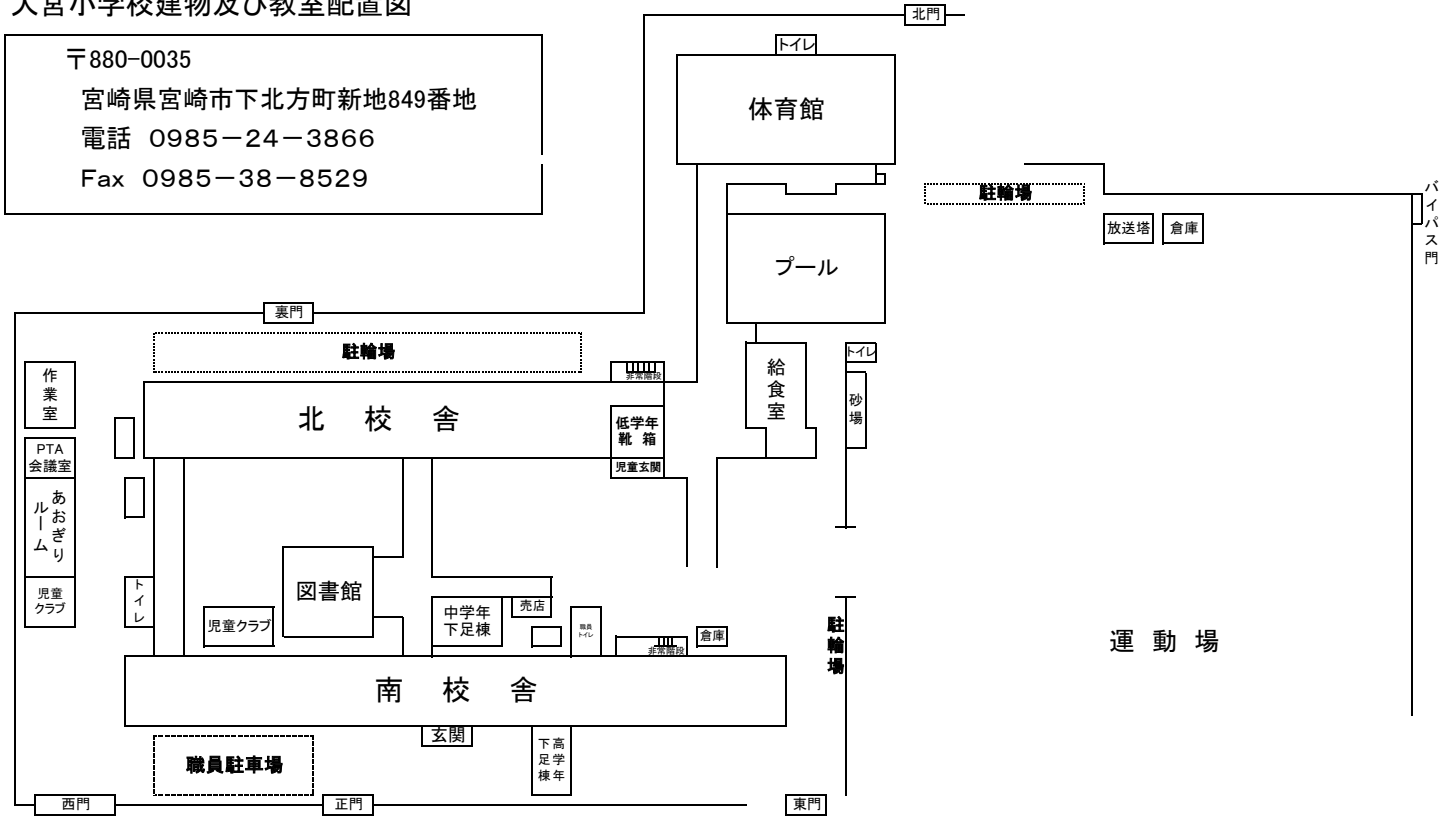 大宮小学校建物及び教室配置図
〒880-0035
宮崎県宮崎市下北方町新地849番地
電話 0985－24－3866
Fax 0985－38－8529
北門
トイレ
体育館
駐輪場
バイパス門
放送塔
倉庫
プール
裏門
駐輪場
非常階段
トイレ
作業室
給食室
砂場
北 校 舎
低学年
靴 箱
児童玄関
PTA
会議室
あおぎり
ルーム
児童
クラブ
トイレ
図書館
児童クラブ
中学年
下足棟
売店
職員
トイレ
非常階段
倉庫
駐輪場
運 動 場
南 校 舎
玄関
高学年
下足棟
職員駐車場
西門
正門
東門